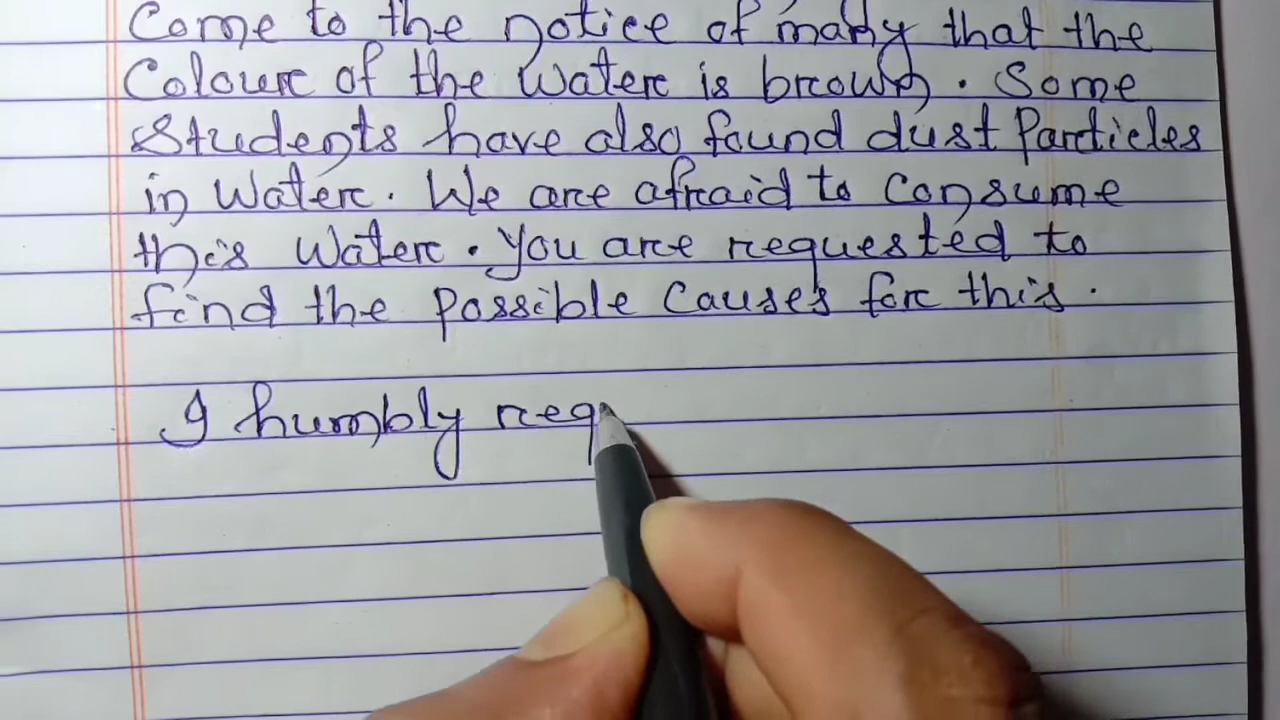 Come to the notice of many that the
Colour of the Water is brown. Some
Students have also found dust Particles
in Water. We are afraid to Consume
this Water. You are requested to
find the Possible Causes for this.
I humbly req